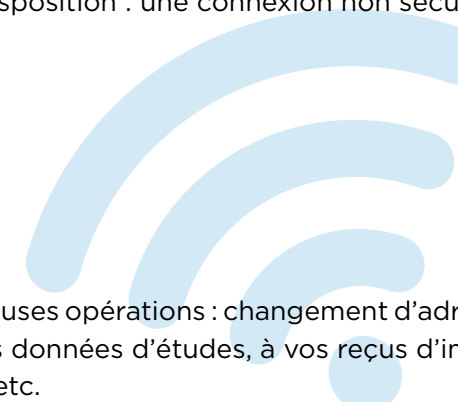 sposition : une connexion non sécu
uses opérations : changement d’adr
s données d’études, à vos reçus d’in
etc.